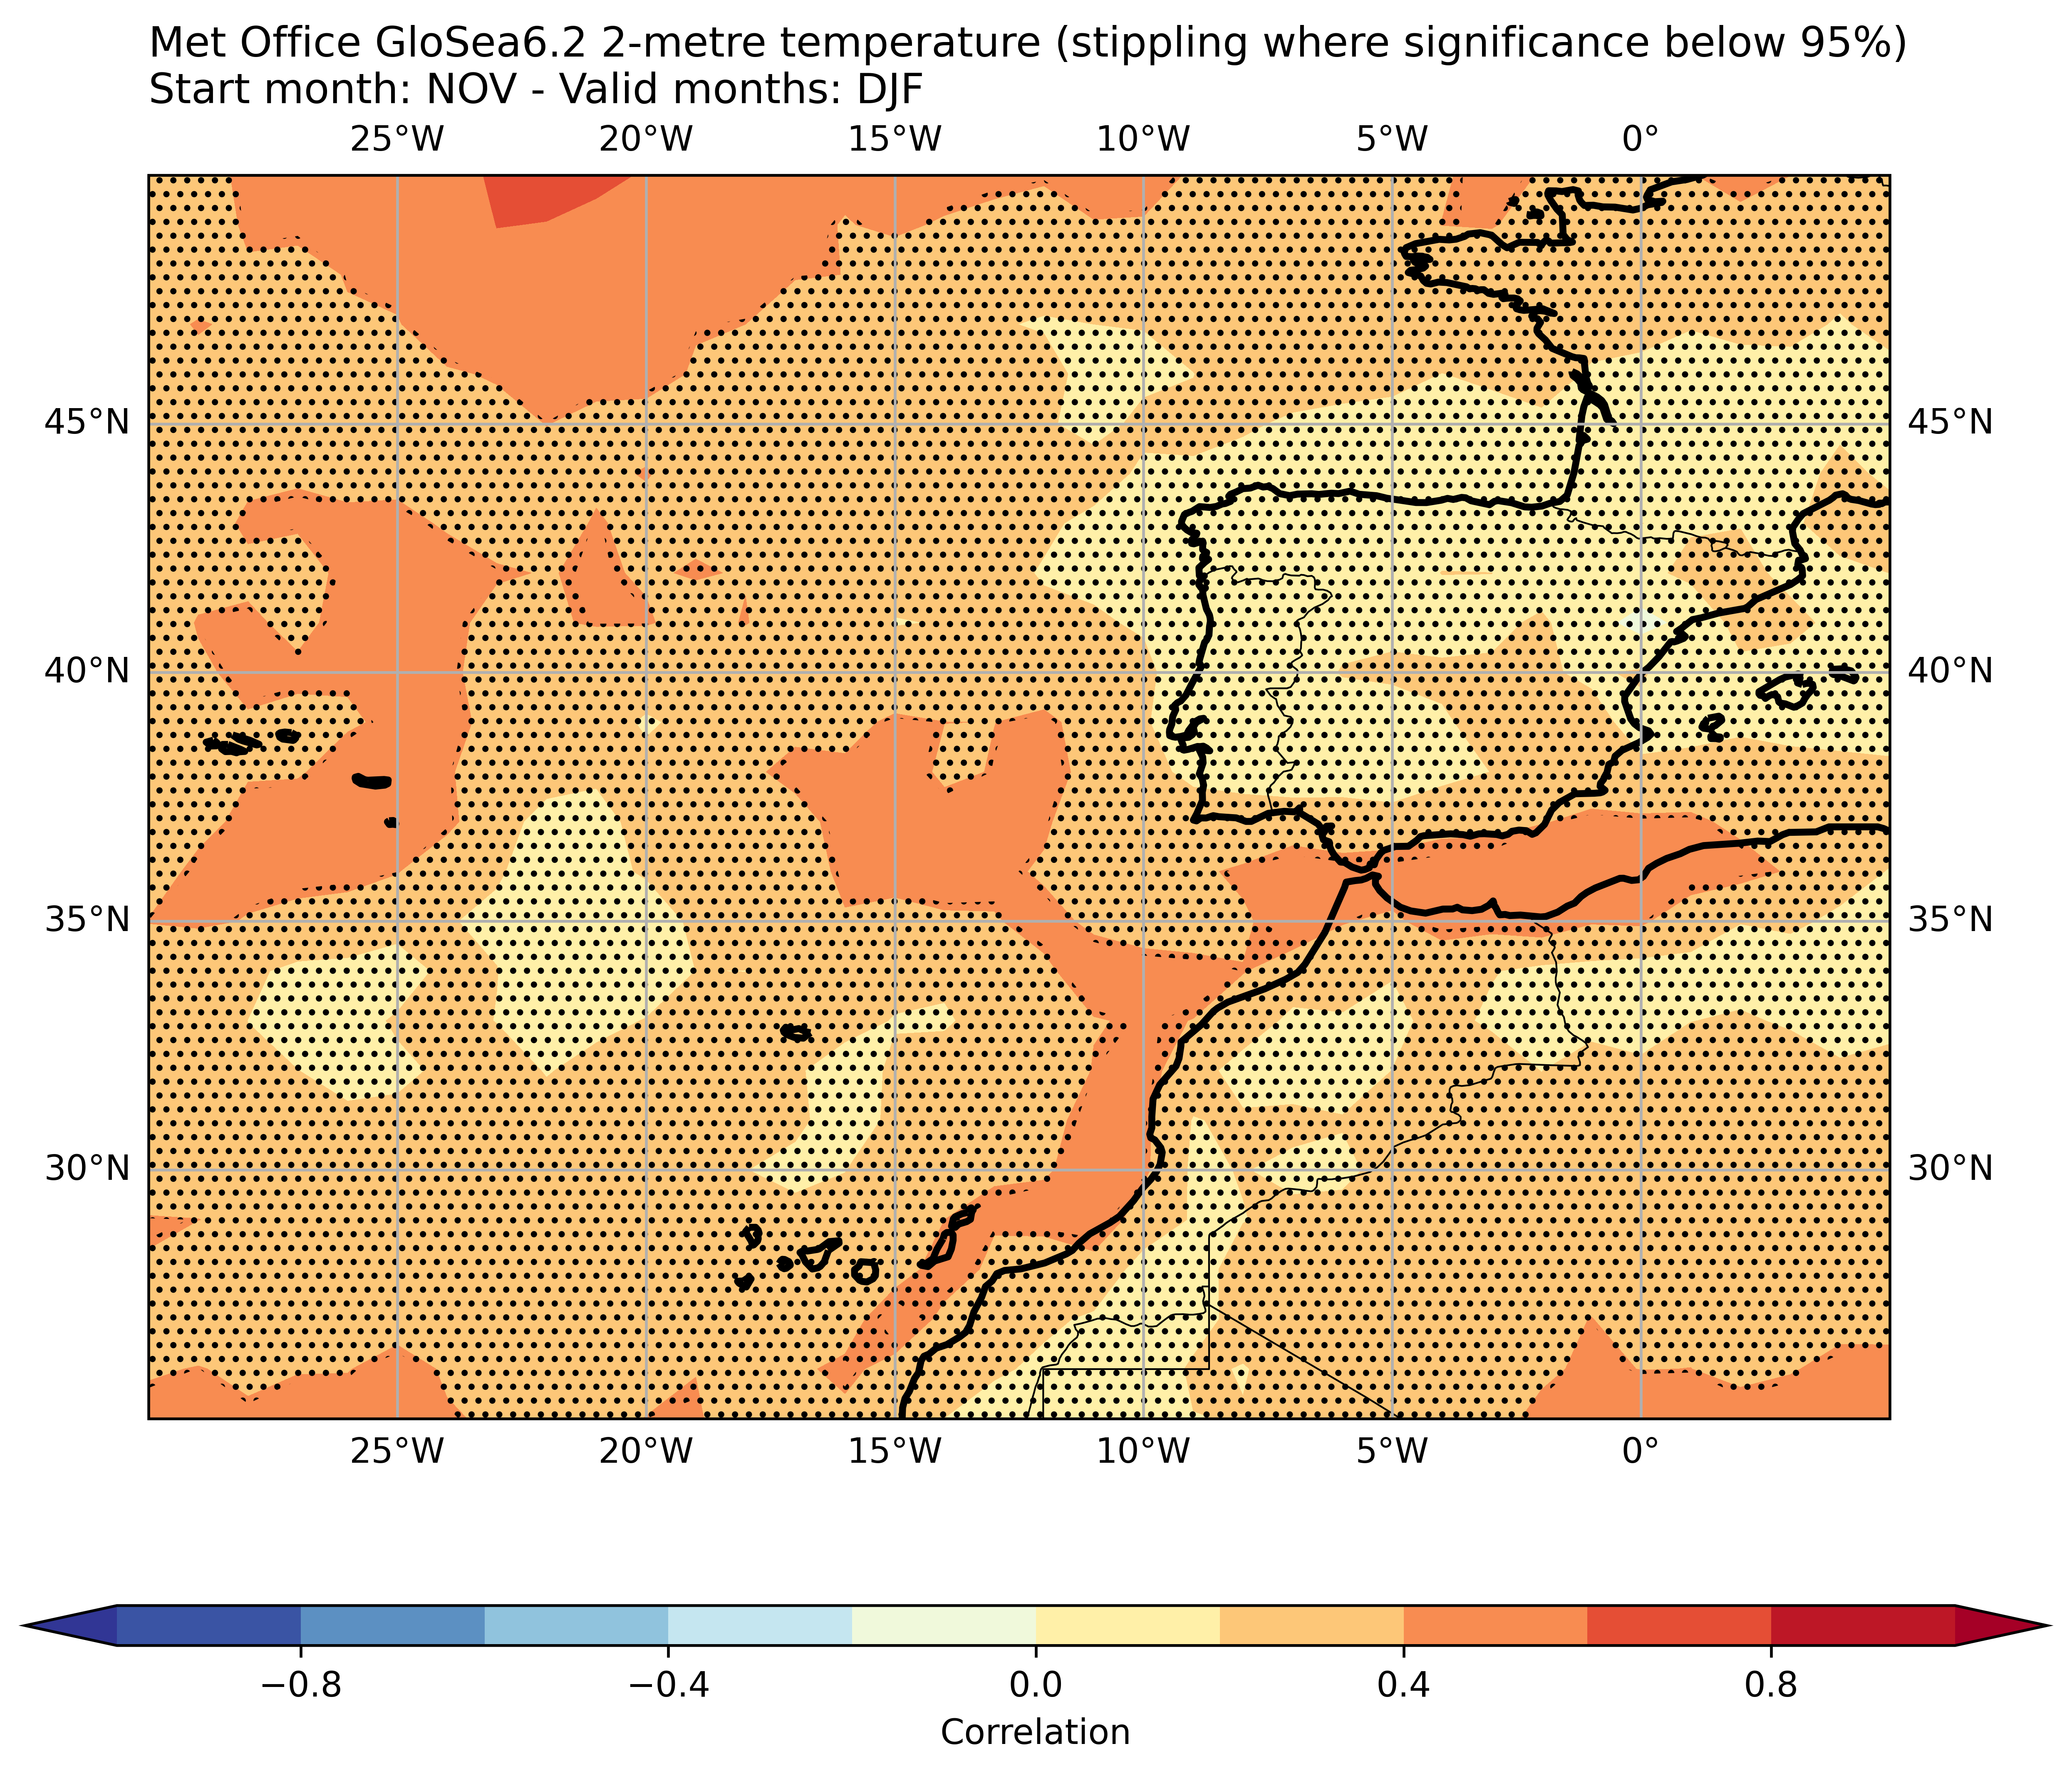 Met Office GloSea6.2 2-metre temperature (stippling where significance below 95%)
Start month: NOV - Valid months: DJF
25°W 20°W 15°W 10°W 5°W 0°
45°N 45°N
40°N 40°N
35°N 35°N
30°N 30°N
25°W 20°W 15°W 10°W 5°W 0°
−0.8 −0.4 0.0 0.4 0.8
Correlation